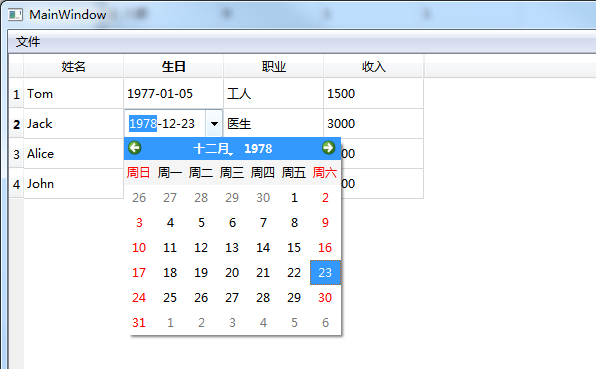 MainWindow
文件
姓名 生日 职业 收入
1 Tom 1977-01-05 工人 1500
2 Jack 1978-12-23 医生 3000
十二月, 1978
周日 周一 周二 周三 周四 周五 周六
3 Alice 00
26 27 28 29 30 1 2
4 John 00
3 4 5 6 7 8 9
10 11 12 13 14 15 16
17 18 19 20 21 22 23
24 25 26 27 28 29 30
31 1 2 3 4 5 6